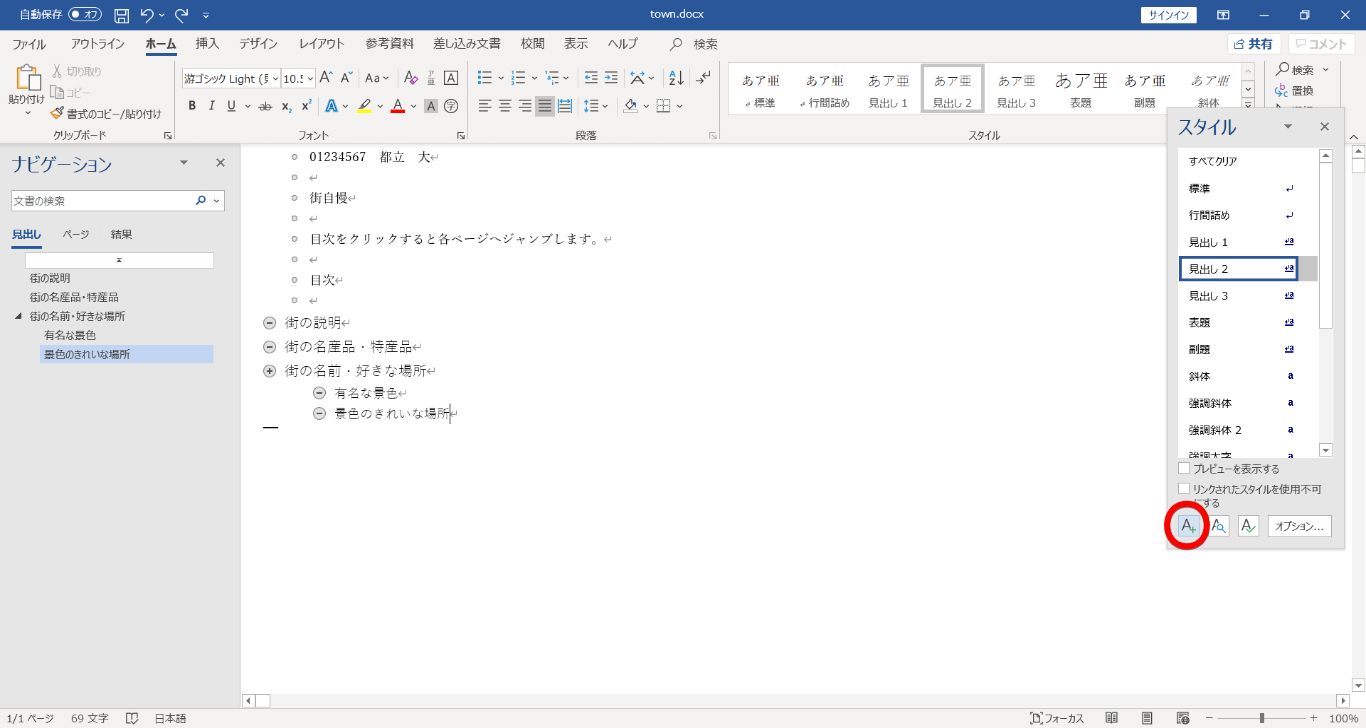 自動保存 オフ town.docx サインイン
ファイル アウトライン ホーム 挿入 デザイン レイアウト 参考資料 差し込み文書 校閲 表示 ヘルプ 検索 共有 コメント
貼り付け
切り取り
コピー
書式のコピー/貼り付け
クリップボード
游ゴシック Light (見 10.5
フォント
段落
あア亜 標準
あア亜 行間詰め
あア亜 見出し 1
あア亜 見出し 2
あア亜 見出し 3
あア亜 表題
あア亜 副題
あア亜 斜体
スタイル
検索
置換
ナビゲーション
文書の検索
見出し ページ 結果
街の説明
街の名産品・特産品
街の名前・好きな場所
有名な景色
景色のきれいな場所
01234567 都立 大
街自慢
目次をクリックすると各ページへジャンプします。
目次
街の説明
街の名産品・特産品
街の名前・好きな場所
有名な景色
景色のきれいな場所
スタイル
すべてクリア
標準
行間詰め
見出し 1
見出し 2
見出し 3
表題
副題
斜体 a
強調斜体 a
強調斜体 2 a
強調太字 a
プレビューを表示する
リンクされたスタイルを使用不可
にする
オプション...
1/1 ページ 69 文字 日本語 フォーカス 100%